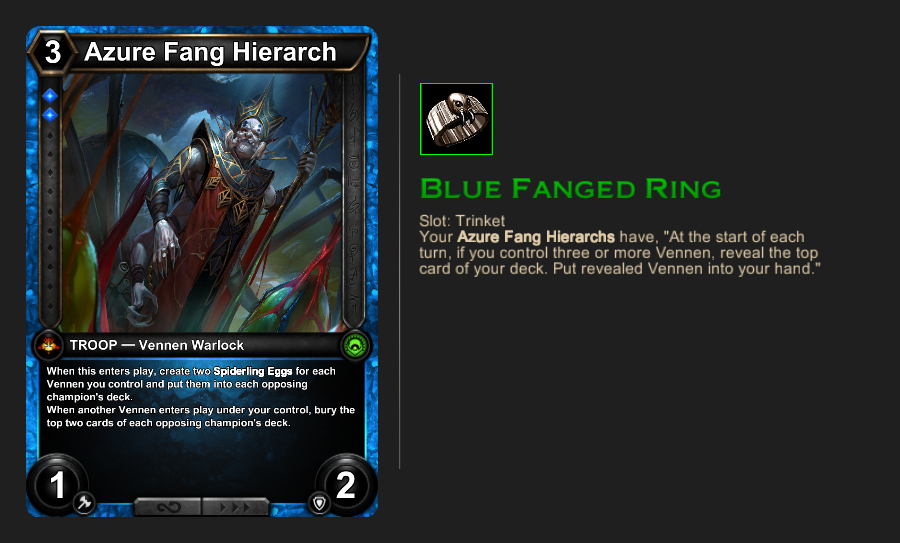 3 Azure Fang Hierarch
TROOP — Vennen Warlock
When this enters play, create two Spiderling Eggs for each
Vennen you control and put them into each opposing
champion's deck.
When another Vennen enters play under your control, bury the
top two cards of each opposing champion's deck.
1
2
Blue Fanged Ring
Slot: Trinket
Your Azure Fang Hierarchs have, "At the start of each
turn, if you control three or more Vennen, reveal the top
card of your deck. Put revealed Vennen into your hand."